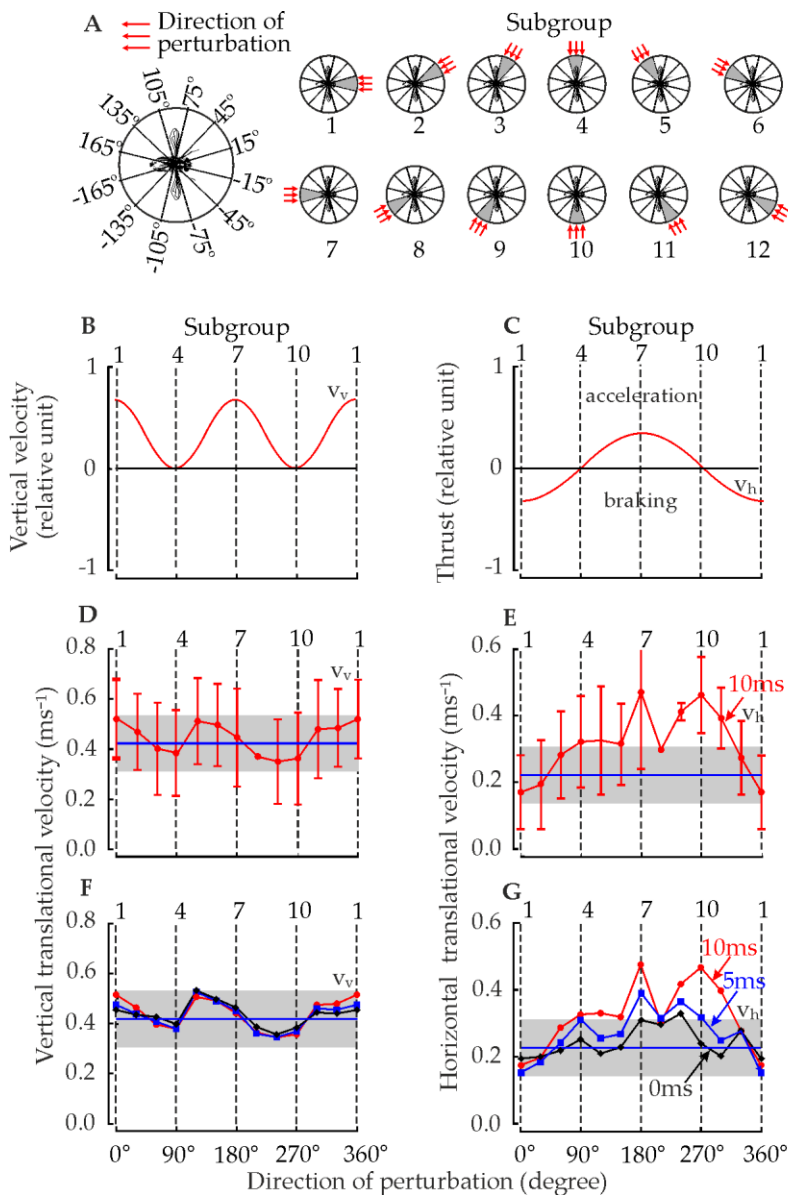 A
Direction of perturbation
Subgroup
105°
75°
135°
45°
165°
15°
-165°
-15°
-135°
-45°
-105°
-75°
1 2 3 4 5 6
7 8 9 10 11 12
B
Subgroup
1 4 7 10 1
Vertical velocity
(relative unit)
1
0
-1
vᵥ
C
Subgroup
1 4 7 10 1
Thrust (relative unit)
1
0
-1
acceleration
braking
vₕ
D
1 4 7 10 1
0.8
0.6
0.4
0.2
0.0
vᵥ
E
1 4 7 10 1
0.6
0.4
0.2
0.0
10ms
vₕ
Vertical translational velocity (ms⁻¹)
Horizontal translational velocity (ms⁻¹)
F
1 4 7 10 1
0.8
0.6
0.4
0.2
0.0
vᵥ
0° 90° 180° 270° 360°
G
1 4 7 10 1
0.6
0.4
0.2
0.0
10ms
5ms
vₕ
0ms
0° 90° 180° 270° 360°
Direction of perturbation (degree)